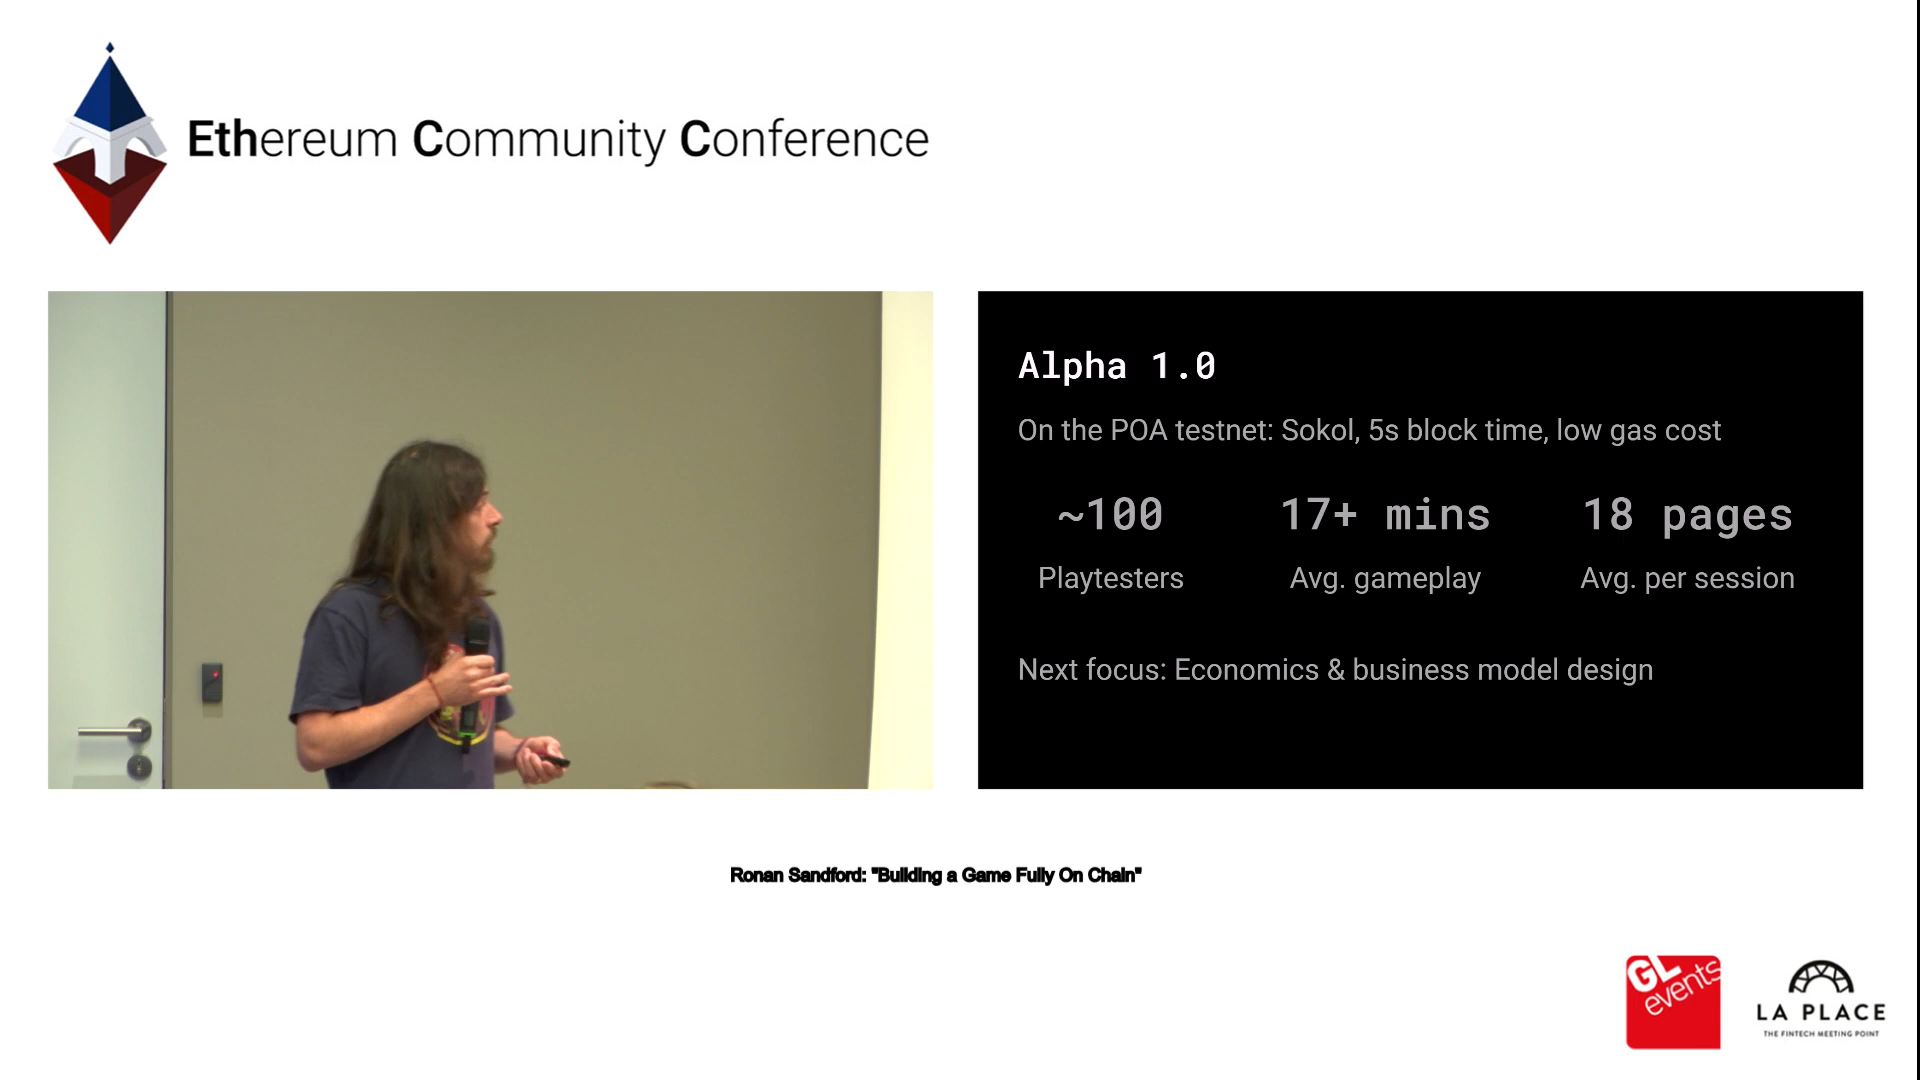 Ethereum Community Conference
Alpha 1.0
On the POA testnet: Sokol, 5s block time, low gas cost
~100 17+ mins 18 pages
Playtesters Avg. gameplay Avg. per session
Next focus: Economics & business model design
Ronan Sandford: "Building a Game Fully On Chain"
GL events
LA PLACE
THE FINTECH MEETING POINT